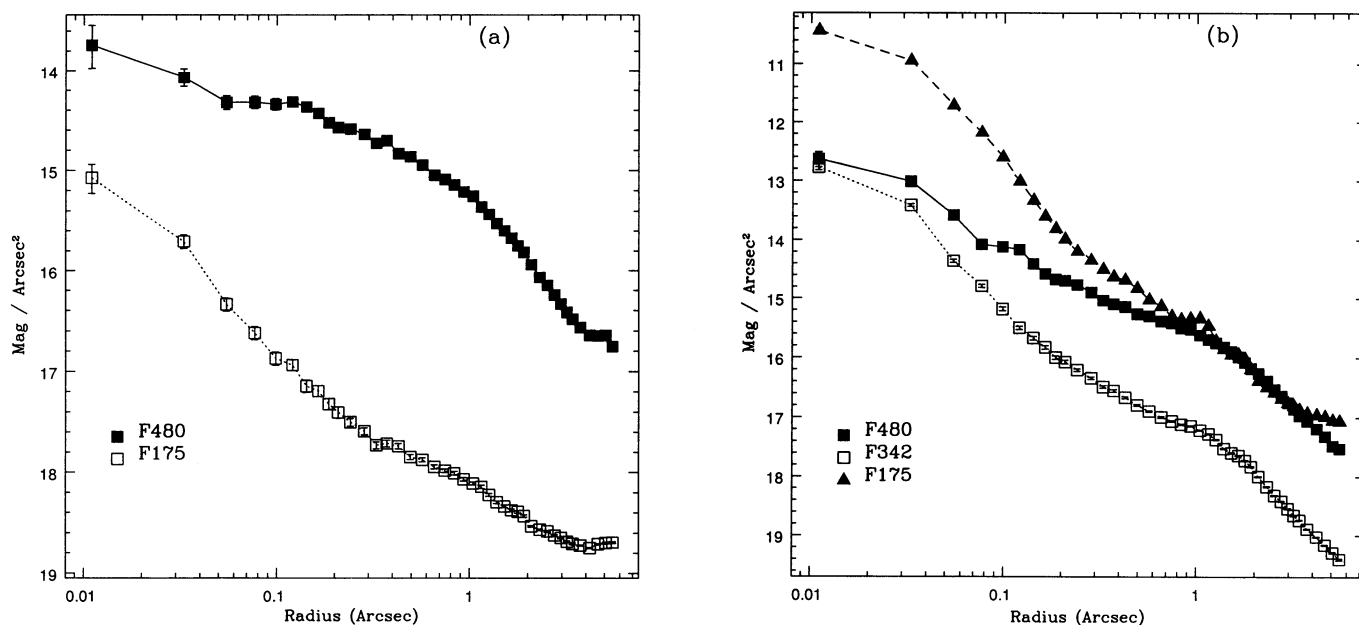 (a)
14
15
16
17
18
19
Mag / Arcsec²
F480
F175
0.01
0.1
1
Radius (Arcsec)
(b)
11
12
13
14
15
16
17
18
19
Mag / Arcsec²
F480
F342
F175
0.01
0.1
1
Radius (Arcsec)